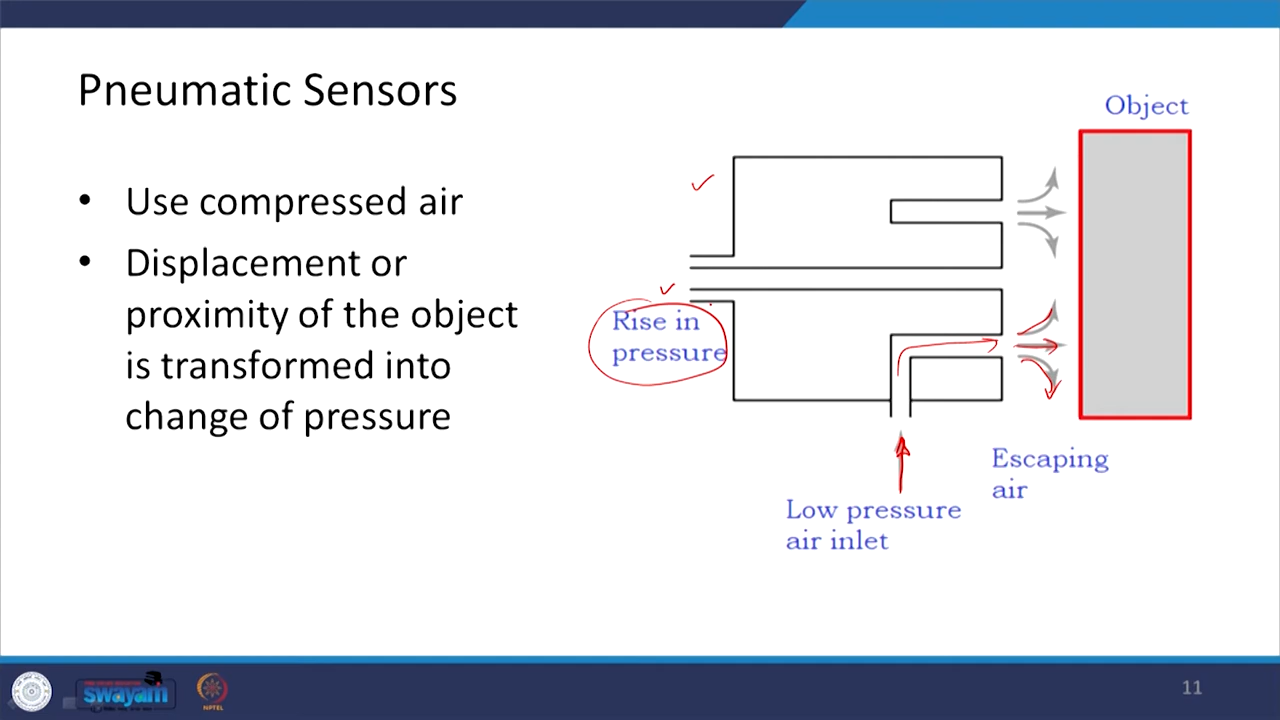 Pneumatic Sensors
• Use compressed air
• Displacement or
proximity of the object
is transformed into
change of pressure
Object
Rise in
pressure
Escaping
air
Low pressure
air inlet
swayam
NPTEL
11